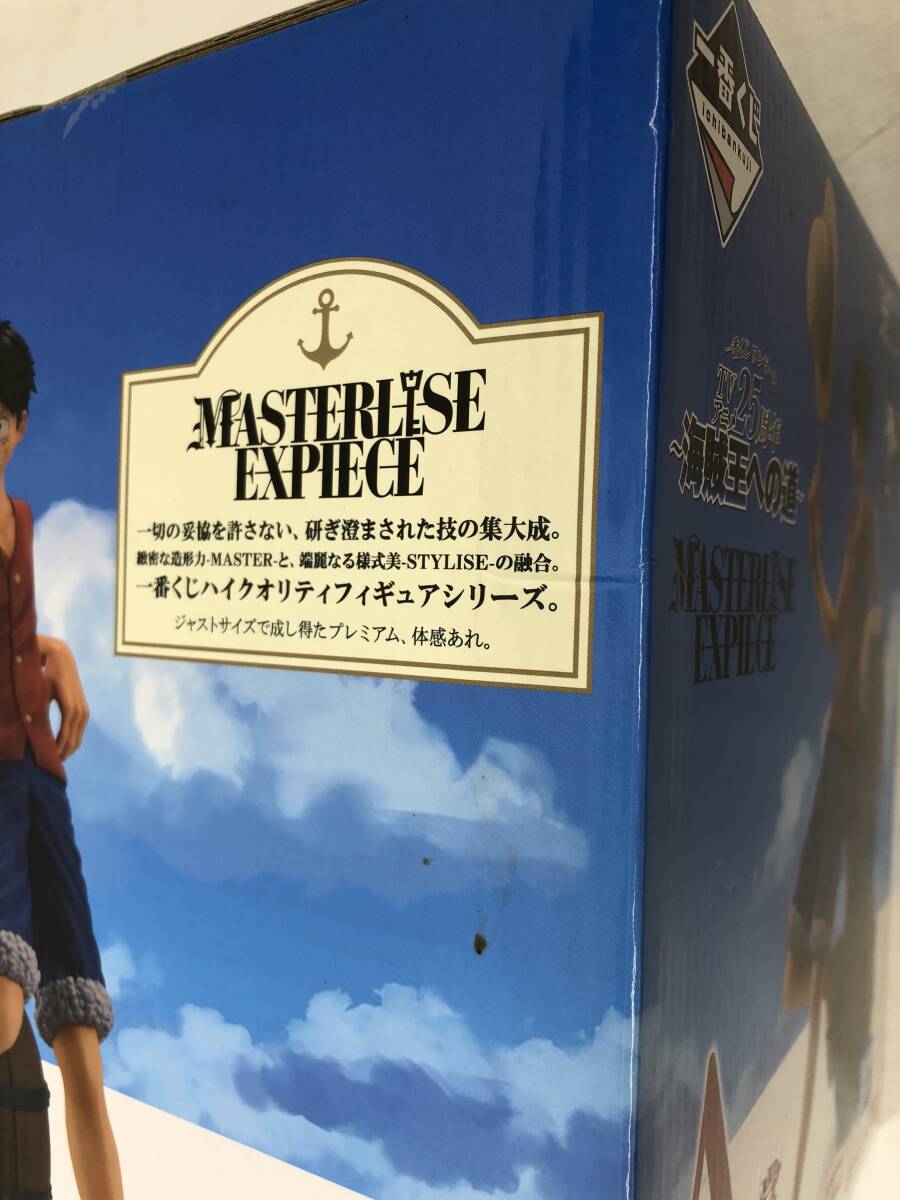 MASTERLISE
EXPIECE
一切の妥協を許さない、研ぎ澄まされた技の集大成。
緻密な造形力-MASTER-と、端麗なる様式美-STYLISE-の融合。
一番くじハイクオリティフィギュアシリーズ。
ジャストサイズで成し得たプレミアム、体感あれ。
一番くじ
ichibankuji
TVアニメ25周年
~海賊王への道~
MASTERLISE
EXPIECE
A